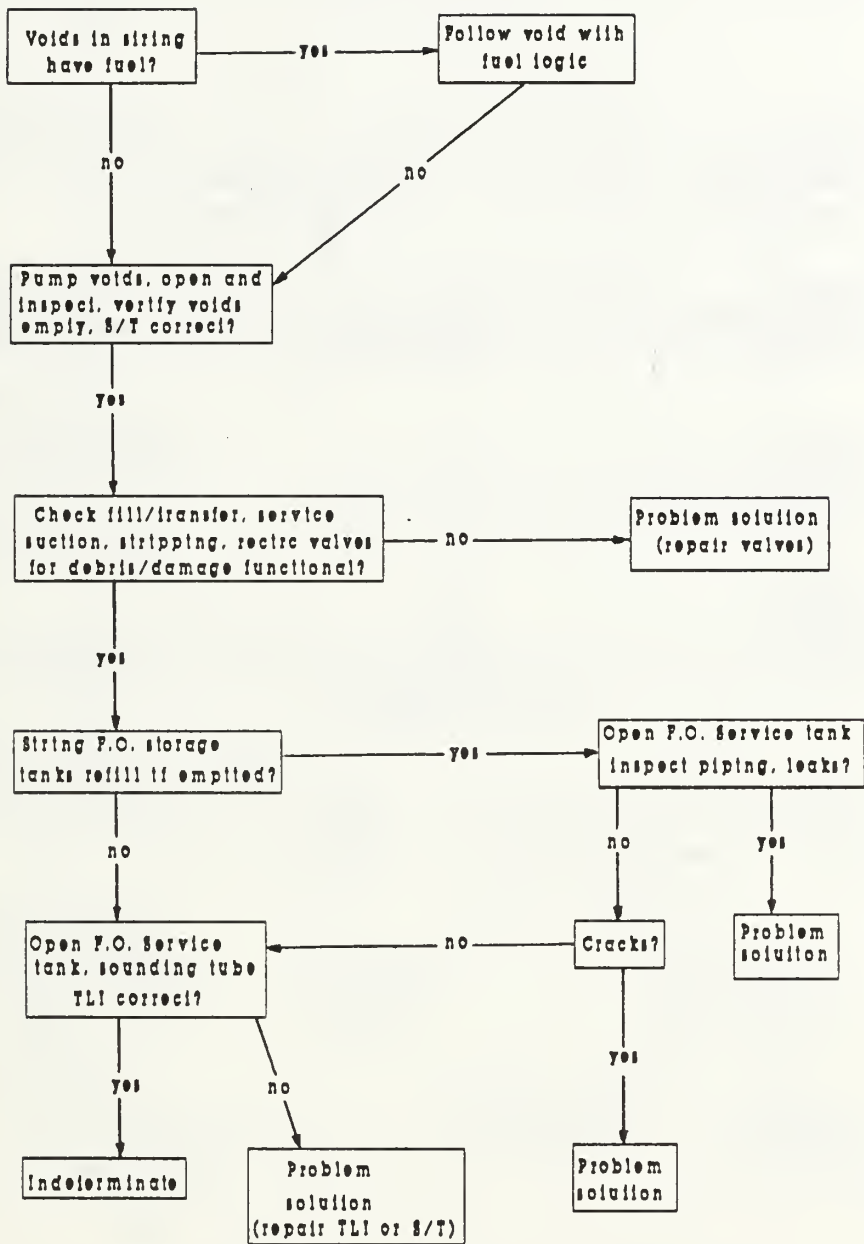 Voids in string
have fuel?
yes
Follow void with
fuel logic
no
no
Pump voids, open and
inspect, verify voids
empty, S/T correct?
yes
Check fill/transfer, service
suction, stripping, recirc valves
for debris/damage functional?
no
Problem solution
(repair valves)
yes
String F.O. storage
tanks refill if emptied?
yes
Open F.O. Service tank
inspect piping, leaks?
no
no
yes
Open F.O. Service
tank, sounding tube
TLI correct?
no
Cracks?
Problem
solution
yes
no
yes
Indeterminate
Problem
solution
(repair TLI or S/T)
Problem
solution